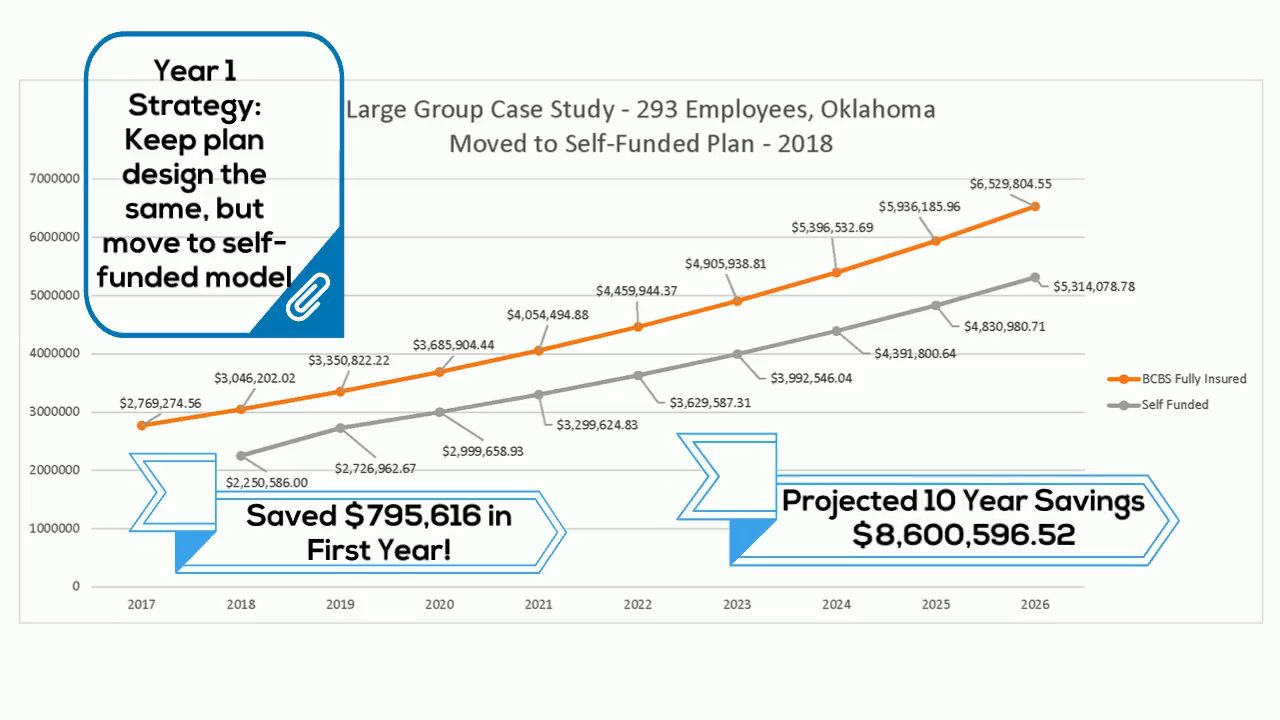 Year 1
Strategy:
Keep plan
design the
same, but
move to self-
funded model
Large Group Case Study - 293 Employees, Oklahoma
Moved to Self-Funded Plan - 2018
7000000
6000000
5000000
4000000
3000000
2000000
1000000
0
$2,769,274.56
$3,046,202.02
$3,350,822.22
$3,685,904.44
$4,054,494.88
$4,459,944.37
$4,905,938.81
$5,396,532.69
$5,936,185.96
$6,529,804.55
$2,250,586.00
$2,726,962.67
$2,999,658.93
$3,299,624.83
$3,629,587.31
$3,992,546.04
$4,391,800.64
$4,830,980.71
$5,314,078.78
BCBS Fully Insured
Self Funded
Saved $795,616 in
First Year!
Projected 10 Year Savings
$8,600,596.52
2017
2018
2019
2020
2021
2022
2023
2024
2025
2026